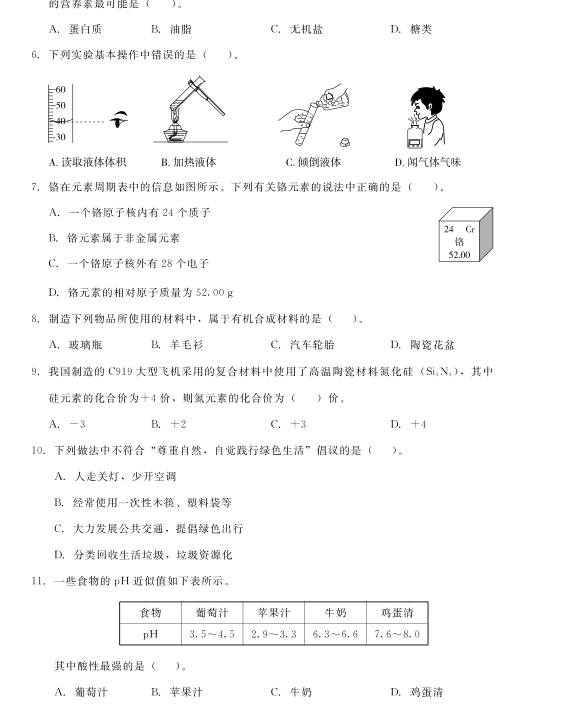 的营养素最可能是（　　）。
A. 蛋白质　B. 油脂　C. 无机盐　D. 糖类
6. 下列实验基本操作中错误的是（　　）。
60
50
40
30
A. 读取液体体积　B. 加热液体　C. 倾倒液体　D. 闻气体气味
7. 铬在元素周期表中的信息如图所示。下列有关铬元素的说法中正确的是（　　）。
A. 一个铬原子核内有 24 个质子
B. 铬元素属于非金属元素
C. 一个铬原子核外有 28 个电子
D. 铬元素的相对原子质量为 52.00 g
24　Cr
铬
52.00
8. 制造下列物品所使用的材料中，属于有机合成材料的是（　　）。
A. 玻璃瓶　B. 羊毛衫　C. 汽车轮胎　D. 陶瓷花盆
9. 我国制造的 C919 大型飞机采用的复合材料中使用了高温陶瓷材料氮化硅（Si₃N₄），其中
硅元素的化合价为＋4 价，则氮元素的化合价为（　　）价。
A. －3　B. ＋2　C. ＋3　D. ＋4
10. 下列做法中不符合“尊重自然，自觉践行绿色生活”倡议的是（　　）。
A. 人走关灯，少开空调
B. 经常使用一次性木筷、塑料袋等
C. 大力发展公共交通，提倡绿色出行
D. 分类回收生活垃圾，垃圾资源化
11. 一些食物的 pH 近似值如下表所示。
食物　葡萄汁　苹果汁　牛奶　鸡蛋清
pH　3.5～4.5　2.9～3.3　6.3～6.6　7.6～8.0
其中酸性最强的是（　　）。
A. 葡萄汁　B. 苹果汁　C. 牛奶　D. 鸡蛋清